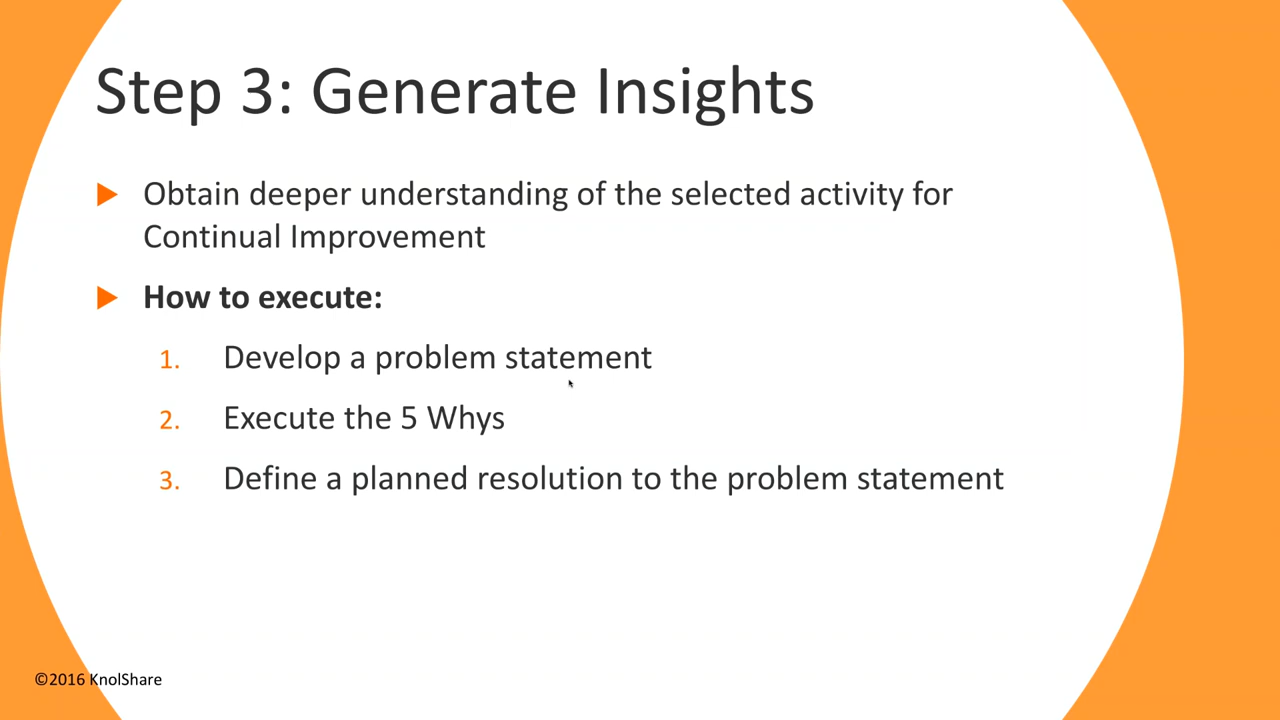 Step 3: Generate Insights
Obtain deeper understanding of the selected activity for
Continual Improvement
How to execute:
1. Develop a problem statement
2. Execute the 5 Whys
3. Define a planned resolution to the problem statement
©2016 KnolShare